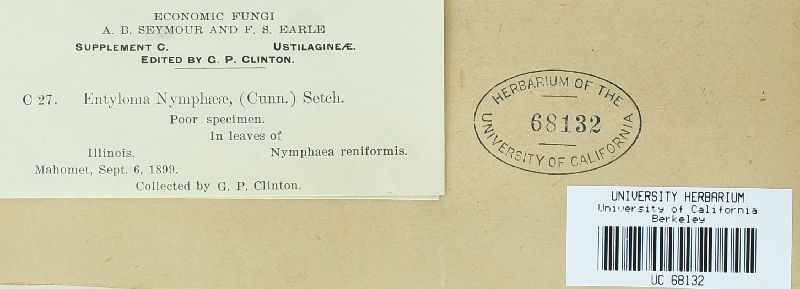 ECONOMIC FUNGI
A. B. SEYMOUR AND F. S. EARLE
SUPPLEMENT C. USTILAGINEÆ.
EDITED BY G. P. CLINTON.
C 27. Entyloma Nymphææ, (Cunn.) Setch.
Poor specimen.
In leaves of
Illinois. Nymphaea reniformis.
Mahomet, Sept. 6, 1899.
Collected by G. P. Clinton.
HERBARIUM OF THE
68132
UNIVERSITY OF CALIFORNIA
UNIVERSITY HERBARIUM
University of California
Berkeley
UC 68132